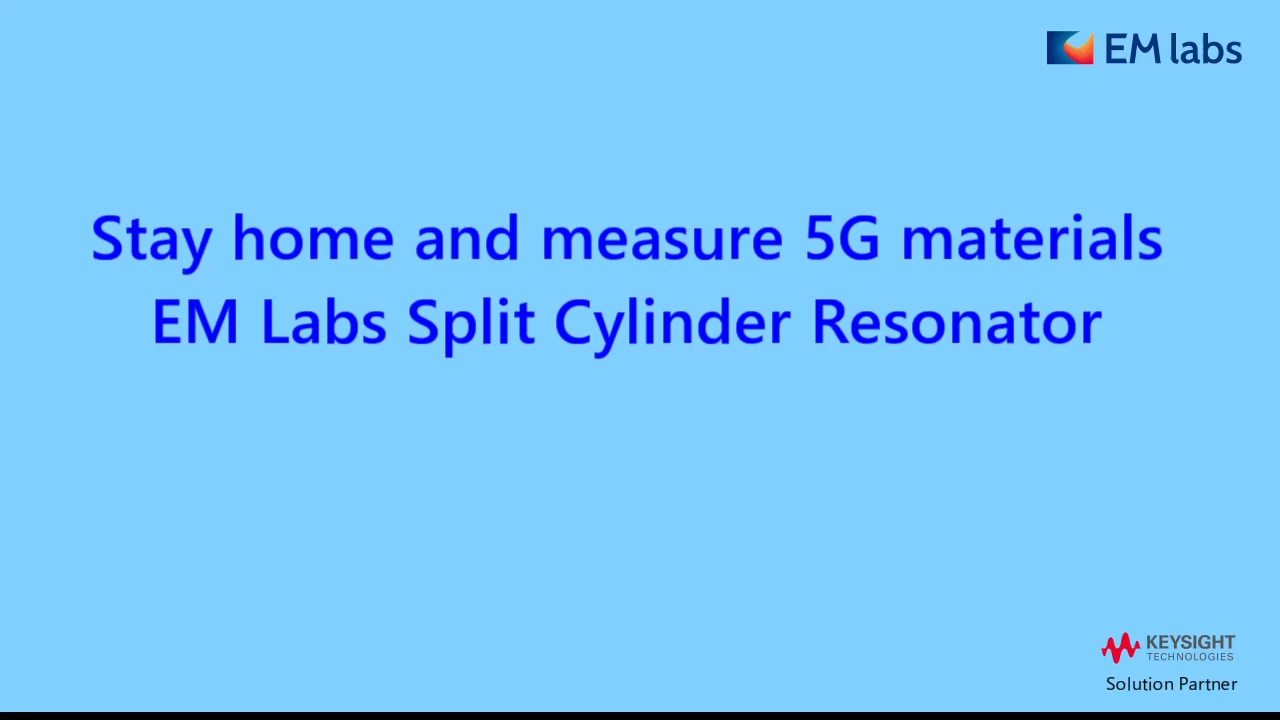 EM labs
Stay home and measure 5G materials
EM Labs Split Cylinder Resonator
KEYSIGHT
TECHNOLOGIES
Solution Partner